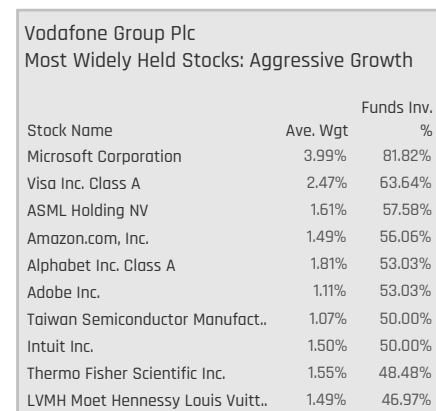 Vodafone Group Plc
Most Widely Held Stocks: Aggressive Growth
Funds Inv.
Stock Name Ave. Wgt %
Microsoft Corporation 3.99% 81.82%
Visa Inc. Class A 2.47% 63.64%
ASML Holding NV 1.61% 57.58%
Amazon.com, Inc. 1.49% 56.06%
Alphabet Inc. Class A 1.81% 53.03%
Adobe Inc. 1.11% 53.03%
Taiwan Semiconductor Manufact.. 1.07% 50.00%
Intuit Inc. 1.50% 50.00%
Thermo Fisher Scientific Inc. 1.55% 48.48%
LVMH Moet Hennessy Louis Vuitt.. 1.49% 46.97%